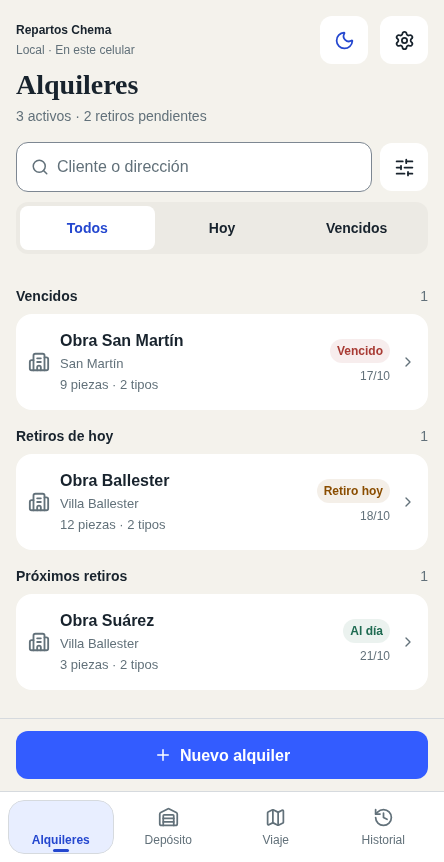 Repartos Chema
Local · En este celular
Alquileres
3 activos · 2 retiros pendientes
Cliente o dirección
Todos
Hoy
Vencidos
Vencidos
1
Obra San Martín
San Martín
9 piezas · 2 tipos
Vencido
17/10
Retiros de hoy
1
Obra Ballester
Villa Ballester
12 piezas · 2 tipos
Retiro hoy
18/10
Próximos retiros
1
Obra Suárez
Villa Ballester
3 piezas · 2 tipos
Al día
21/10
Nuevo alquiler
Alquileres
Depósito
Viaje
Historial